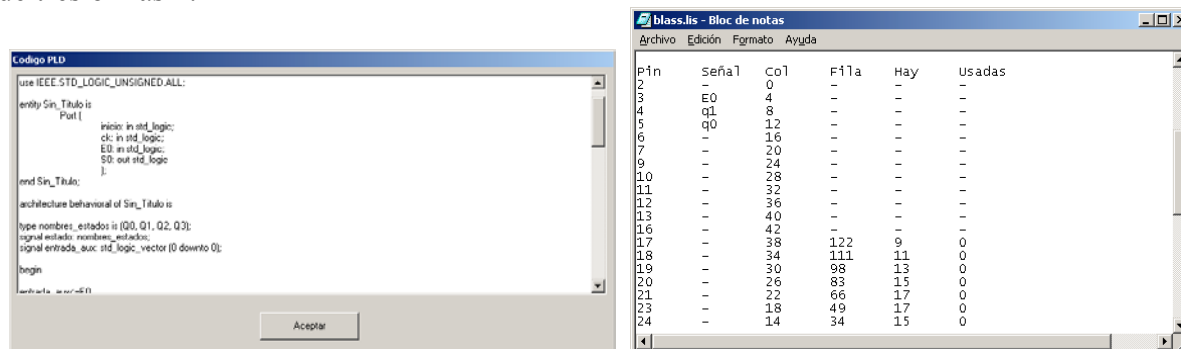 Codigo PLD
use IEEE.STD_LOGIC_UNSIGNED.ALL;
entity Sin_Titulo is
Port (
inicio: in std_logic;
ck: in std_logic;
E0: in std_logic;
S0: out std_logic
);
end Sin_Titulo;
architecture behavioral of Sin_Titulo is
type nombres_estados is (Q0, Q1, Q2, Q3);
signal estado: nombres_estados;
signal entrada_aux: std_logic_vector (0 downto 0);
begin
Aceptar
blass.lis - Bloc de notas
Archivo Edición Formato Ayuda
Pin Señal Col Fila Hay Usadas
2 - 0 - - -
3 E0 4 - - -
4 q1 8 - - -
5 q0 12 - - -
6 - 16 - - -
7 - 20 - - -
9 - 24 - - -
10 - 28 - - -
11 - 32 - - -
12 - 36 - - -
13 - 40 - - -
16 - 42 - - -
17 - 38 122 9 0
18 - 34 111 11 0
19 - 30 98 13 0
20 - 26 83 15 0
21 - 22 66 17 0
23 - 18 49 17 0
24 - 14 34 15 0